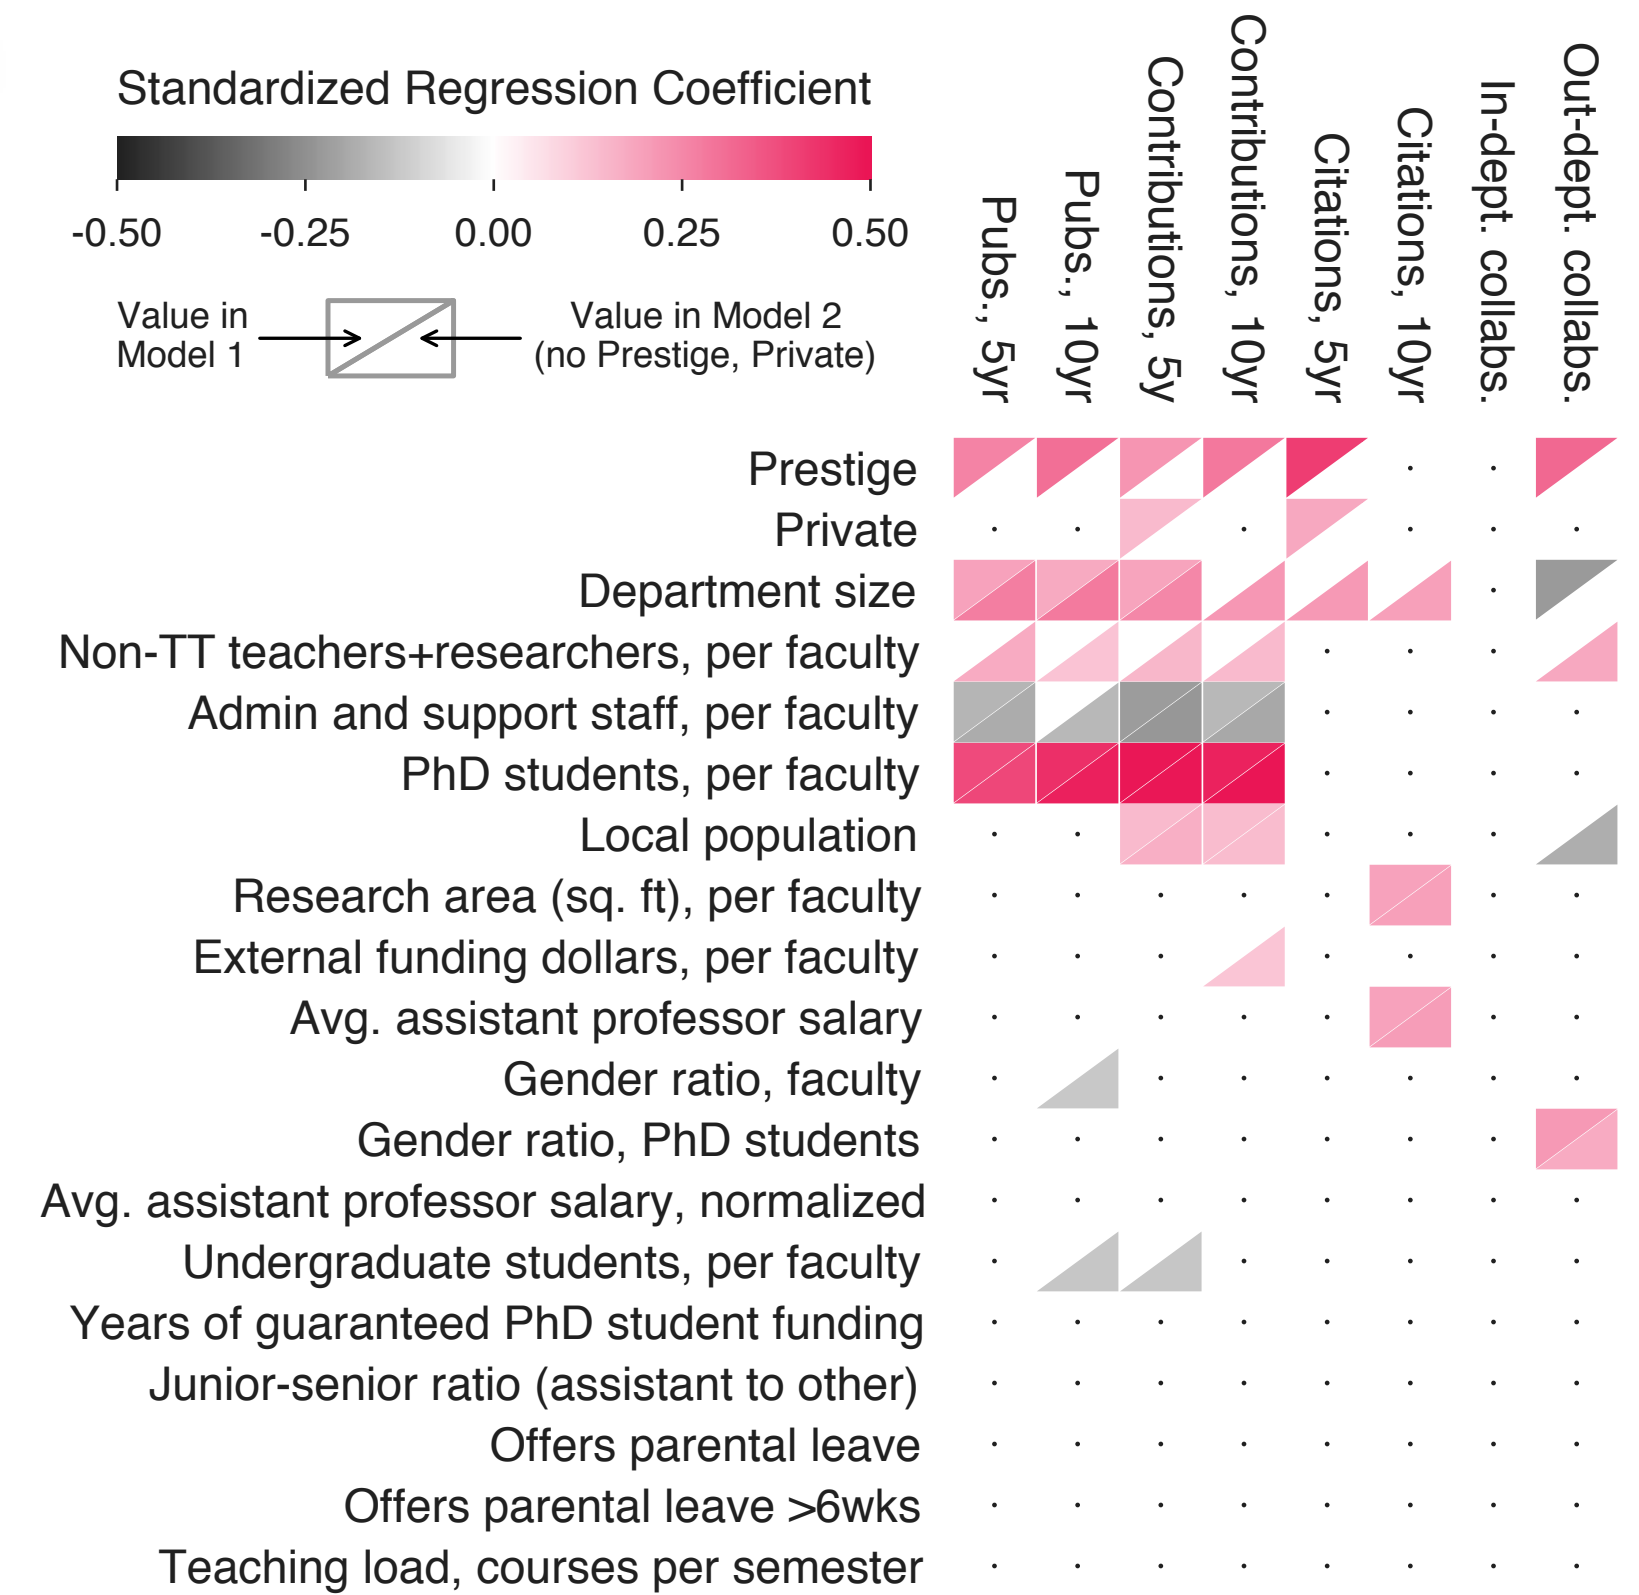 Standardized Regression Coefficient
-0.50 -0.25 0.00 0.25 0.50
Value in
Model 1
Value in Model 2
(no Prestige, Private)
Pubs., 5yr
Pubs., 10yr
Contributions, 5y
Contributions, 10yr
Citations, 5yr
Citations, 10yr
In-dept. collabs.
Out-dept. collabs.
Prestige
Private
Department size
Non-TT teachers+researchers, per faculty
Admin and support staff, per faculty
PhD students, per faculty
Local population
Research area (sq. ft), per faculty
External funding dollars, per faculty
Avg. assistant professor salary
Gender ratio, faculty
Gender ratio, PhD students
Avg. assistant professor salary, normalized
Undergraduate students, per faculty
Years of guaranteed PhD student funding
Junior-senior ratio (assistant to other)
Offers parental leave
Offers parental leave >6wks
Teaching load, courses per semester